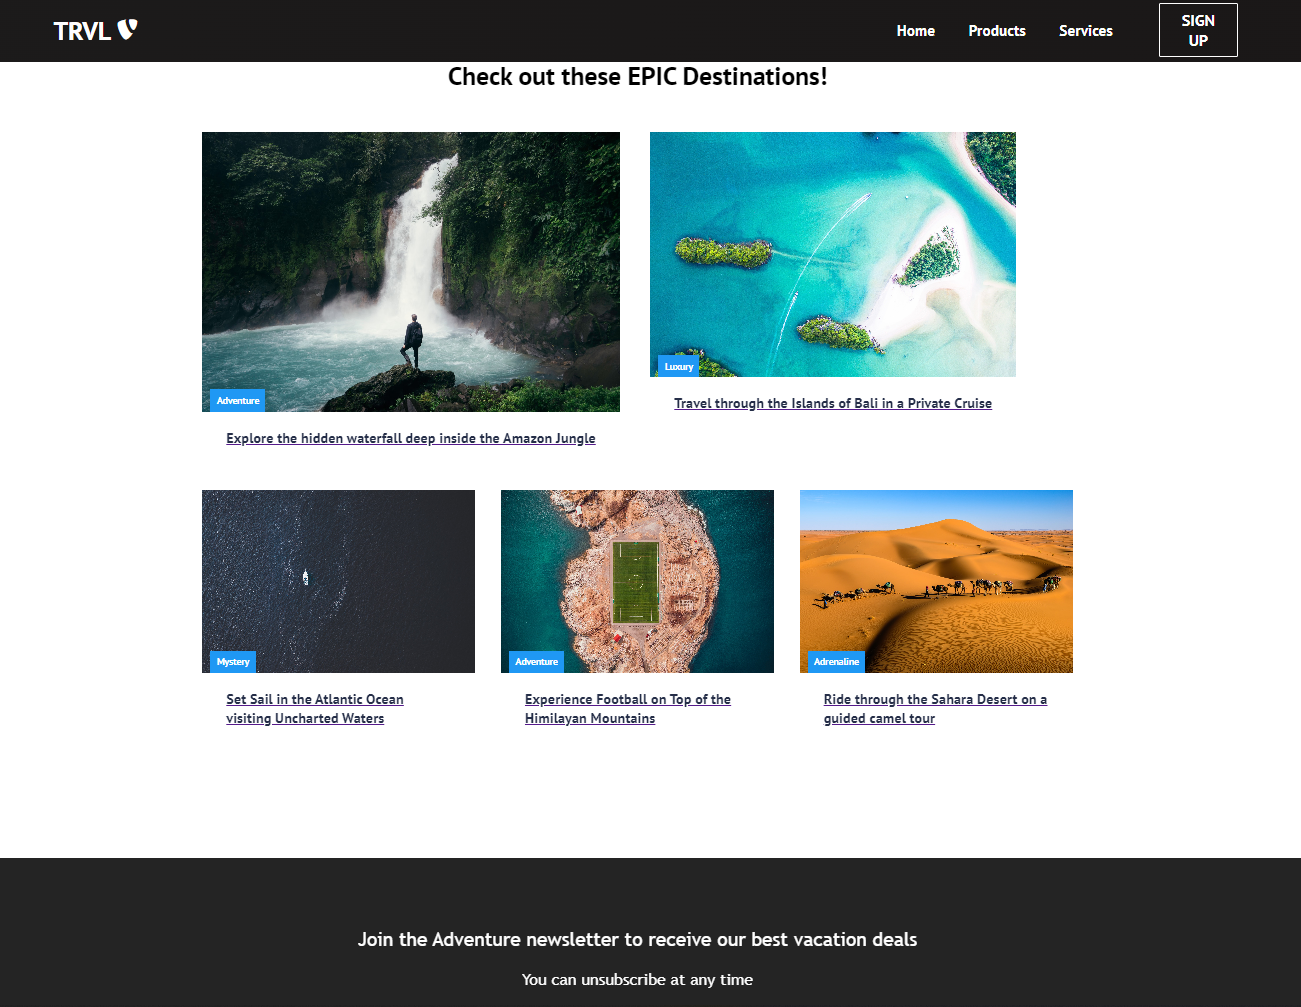 TRVL
Home Products Services SIGN
UP
Check out these EPIC Destinations!
Adventure
Explore the hidden waterfall deep inside the Amazon Jungle
Luxury
Travel through the Islands of Bali in a Private Cruise
Mystery
Set Sail in the Atlantic Ocean
visiting Uncharted Waters
Adventure
Experience Football on Top of the
Himilayan Mountains
Adrenaline
Ride through the Sahara Desert on a
guided camel tour
Join the Adventure newsletter to receive our best vacation deals
You can unsubscribe at any time